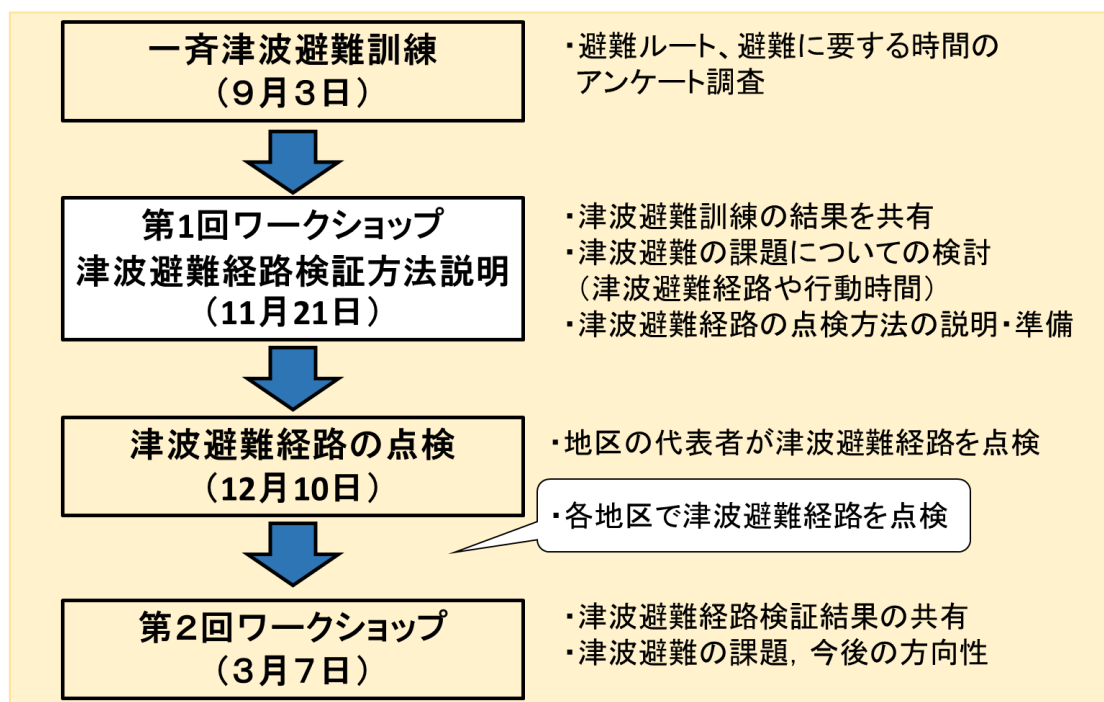 一斉津波避難訓練
（９月３日）
・避難ルート、避難に要する時間の
アンケート調査
第1回ワークショップ
津波避難経路検証方法説明
（11月21日）
・津波避難訓練の結果を共有
・津波避難の課題についての検討
（津波避難経路や行動時間）
・津波避難経路の点検方法の説明・準備
津波避難経路の点検
（12月10日）
・地区の代表者が津波避難経路を点検
・各地区で津波避難経路を点検
第２回ワークショップ
（３月７日）
・津波避難経路検証結果の共有
・津波避難の課題，今後の方向性